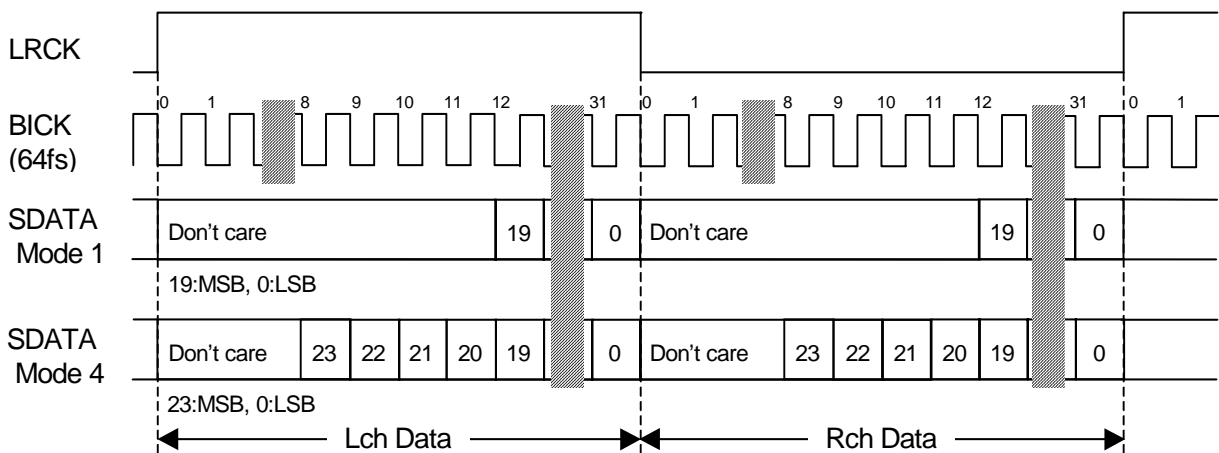 LRCK
0 1 8 9 10 11 12 31 0 1 8 9 10 11 12 31 0 1
BICK
(64fs)
SDATA
Mode 1
Don't care 19 0 Don't care 19 0
19:MSB, 0:LSB
SDATA
Mode 4
Don't care 23 22 21 20 19 0 Don't care 23 22 21 20 19 0
23:MSB, 0:LSB
Lch Data Rch Data